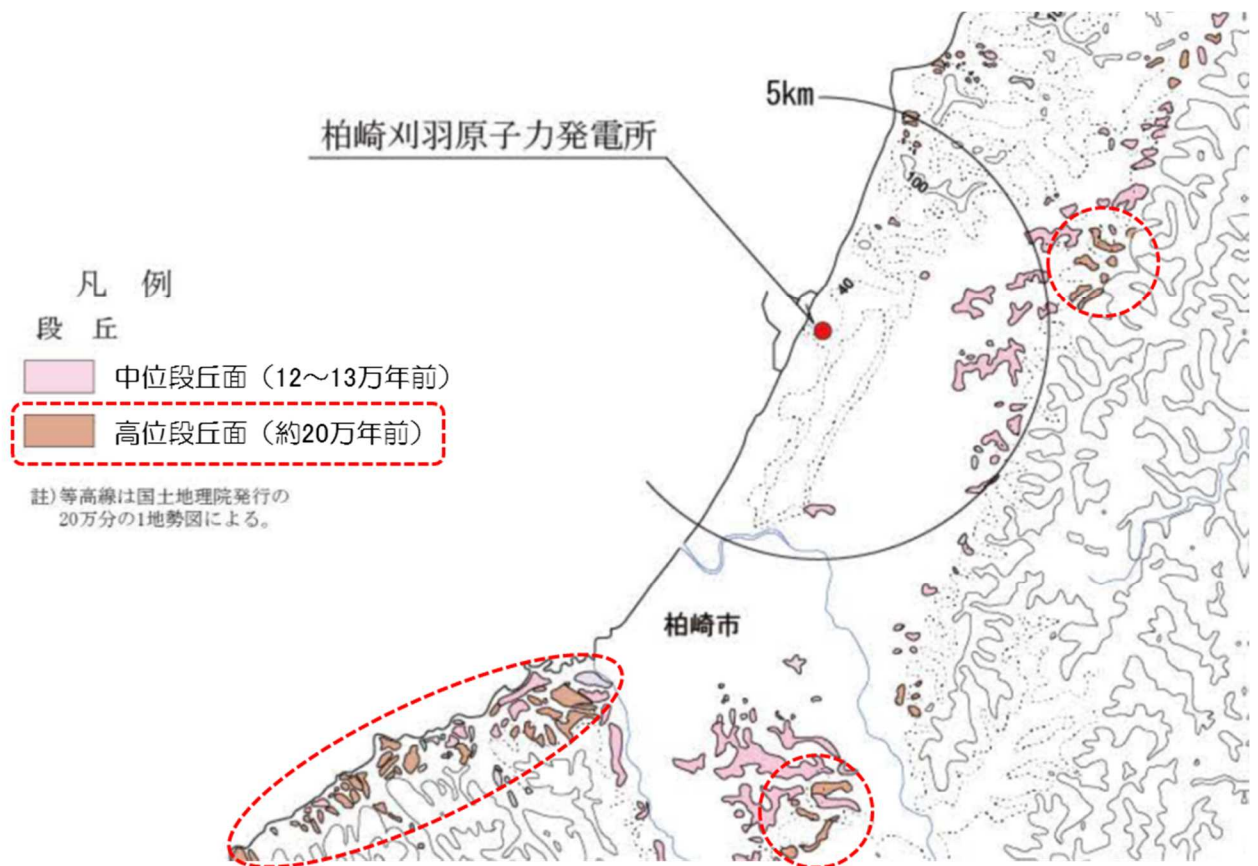 5km
柏崎刈羽原子力発電所
100
40
凡 例
段 丘
中位段丘面（12～13万年前）
高位段丘面（約20万年前）
註)等高線は国土地理院発行の
20万分の1地勢図による。
柏崎市